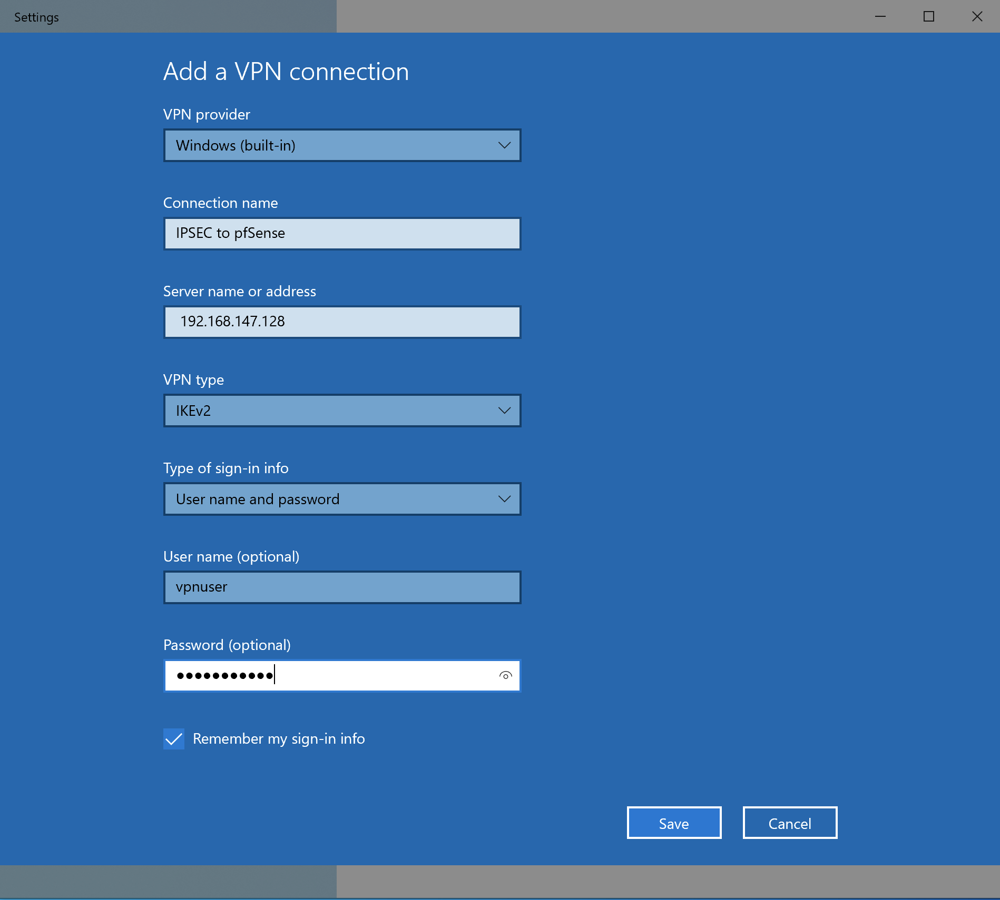 Settings
Add a VPN connection
VPN provider
Windows (built-in)
Connection name
IPSEC to pfSense
Server name or address
192.168.147.128
VPN type
IKEv2
Type of sign-in info
User name and password
User name (optional)
vpnuser
Password (optional)
●●●●●●●●●●●
Remember my sign-in info
Save
Cancel